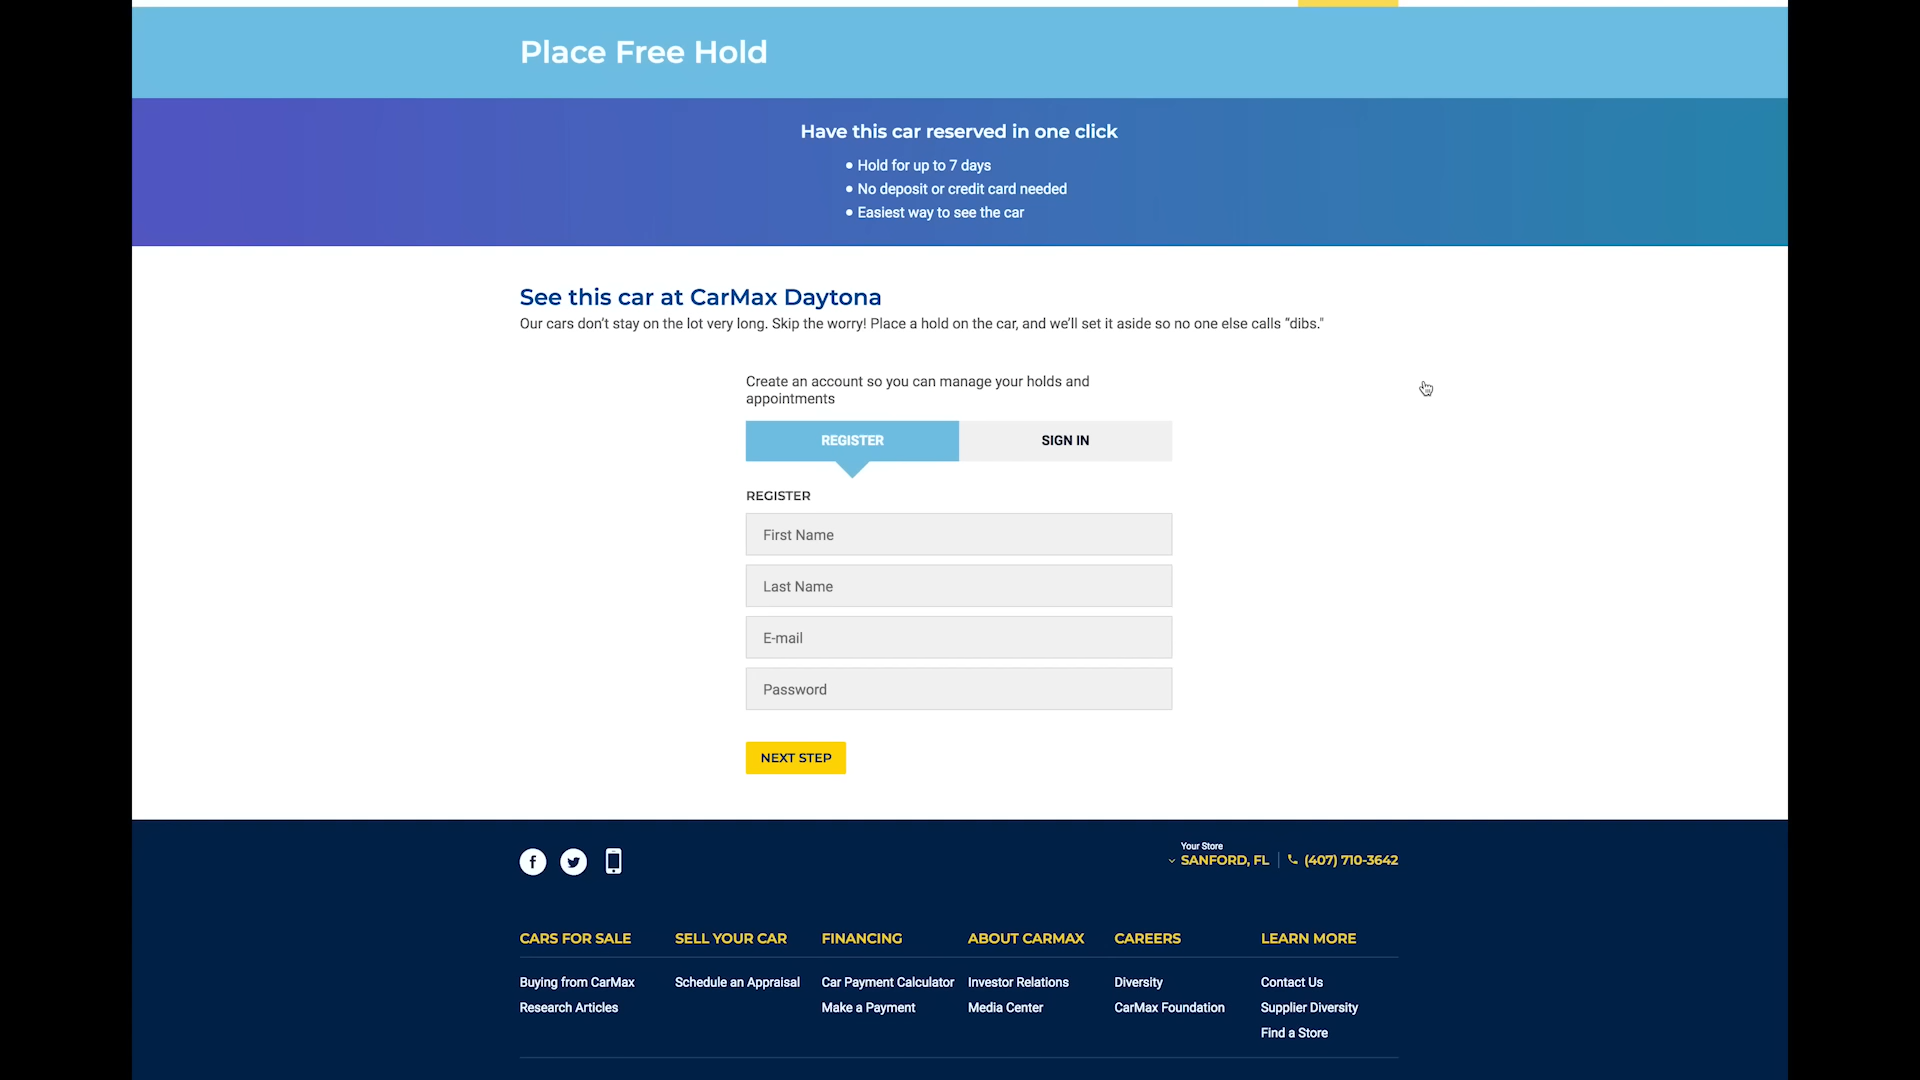 Place Free Hold
Have this car reserved in one click
• Hold for up to 7 days
• No deposit or credit card needed
• Easiest way to see the car
See this car at CarMax Daytona
Our cars don't stay on the lot very long. Skip the worry! Place a hold on the car, and we'll set it aside so no one else calls "dibs."
Create an account so you can manage your holds and
appointments
REGISTER
SIGN IN
REGISTER
First Name
Last Name
E-mail
Password
NEXT STEP
Your Store
SANFORD, FL
(407) 710-3642
CARS FOR SALE
Buying from CarMax
Research Articles
SELL YOUR CAR
Schedule an Appraisal
FINANCING
Car Payment Calculator
Make a Payment
ABOUT CARMAX
Investor Relations
Media Center
CAREERS
Diversity
CarMax Foundation
LEARN MORE
Contact Us
Supplier Diversity
Find a Store